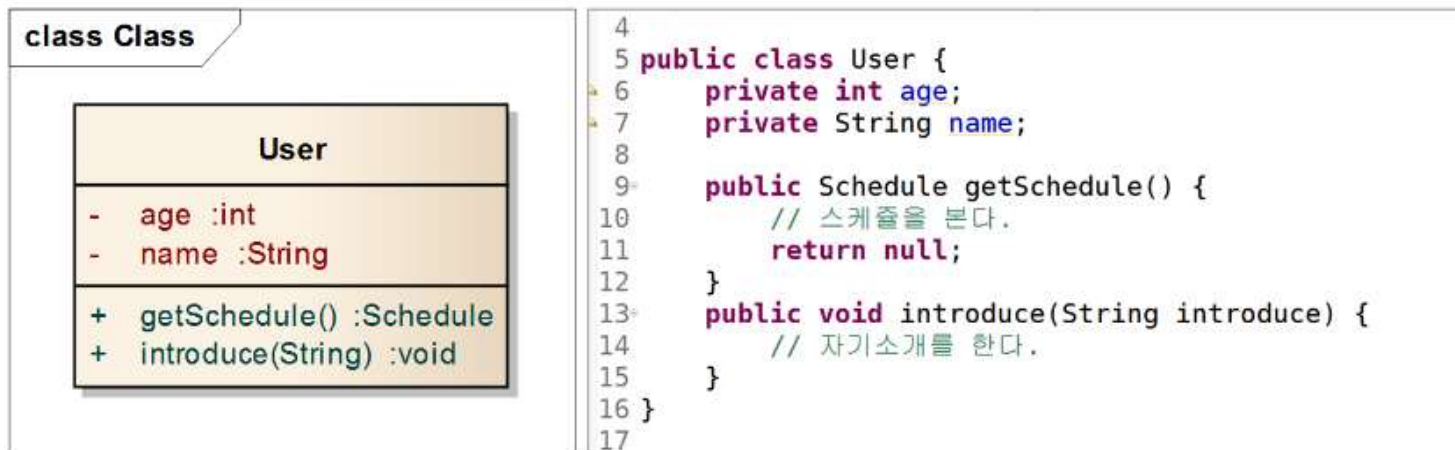 class Class
User
- age :int
- name :String
+ getSchedule() :Schedule
+ introduce(String) :void
4
5 public class User {
6 private int age;
7 private String name;
8
9 public Schedule getSchedule() {
10 // 스케쥴을 본다.
11 return null;
12 }
13 public void introduce(String introduce) {
14 // 자기소개를 한다.
15 }
16 }
17